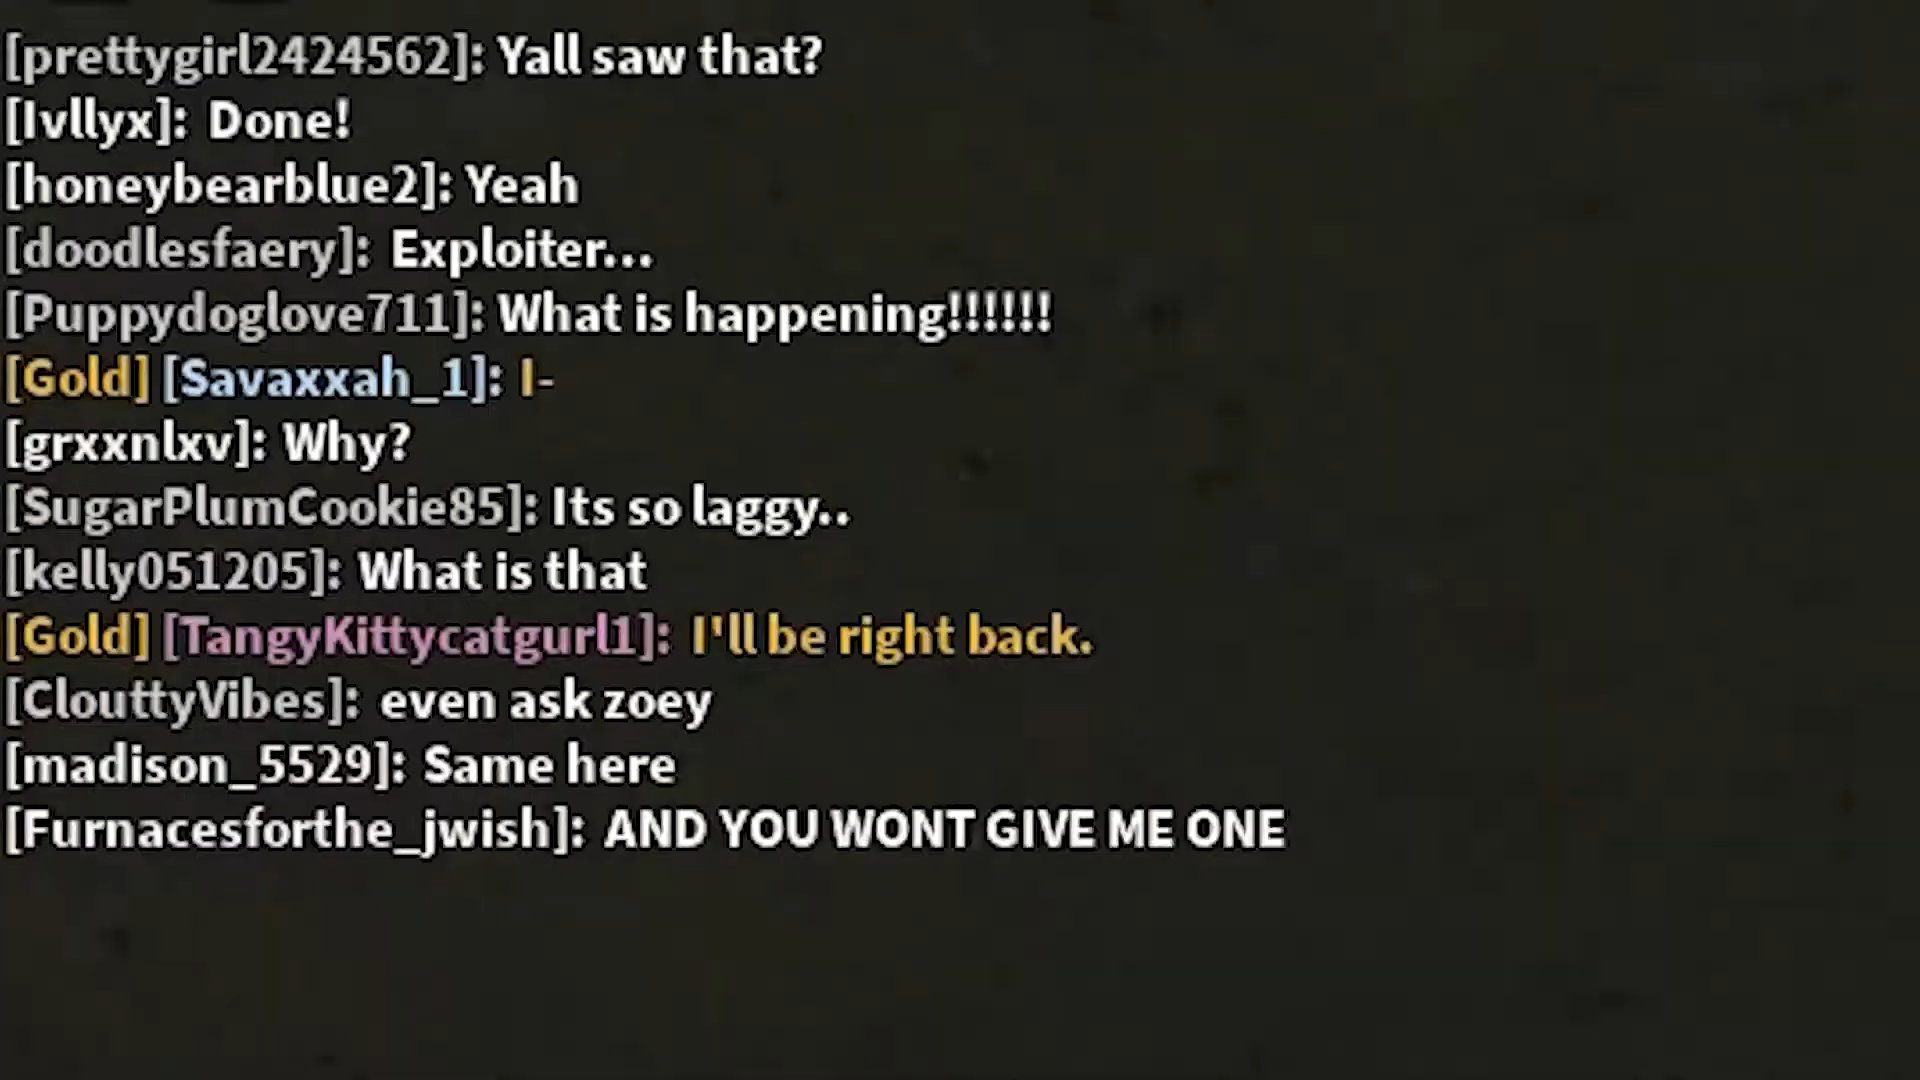 [prettygirl2424562]: Yall saw that?
[Ivllyx]: Done!
[honeybearblue2]: Yeah
[doodlesfaery]: Exploiter...
[Puppydoglove711]: What is happening!!!!!!
[Gold] [Savaxxah_1]: I-
[grxxnlxv]: Why?
[SugarPlumCookie85]: Its so laggy..
[kelly051205]: What is that
[Gold] [TangyKittycatgurl1]: I'll be right back.
[ClouttyVibes]: even ask zoey
[madison_5529]: Same here
[Furnacesforthe_jwish]: AND YOU WONT GIVE ME ONE